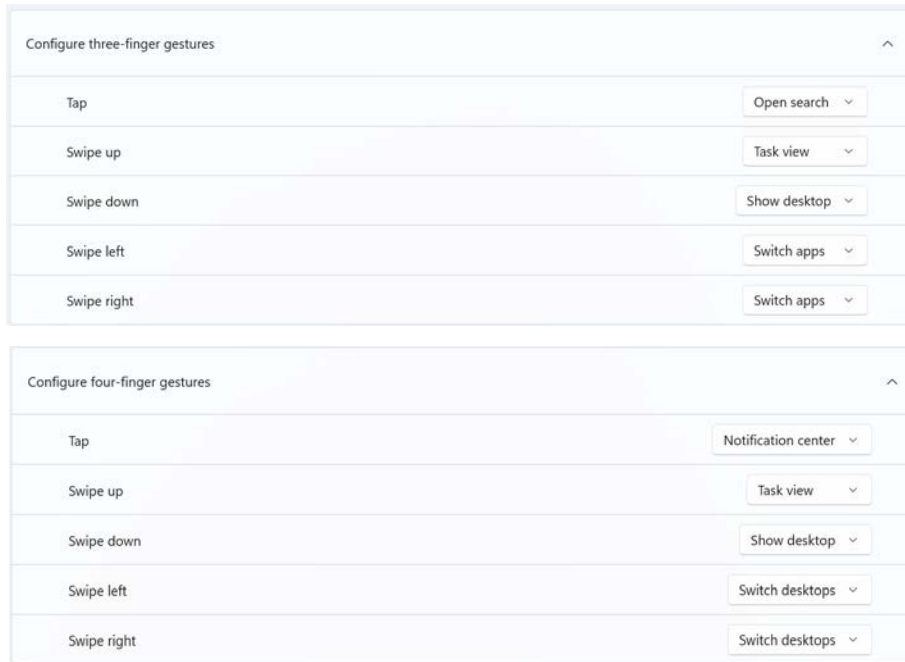 Configure three-finger gestures
Tap Open search
Swipe up Task view
Swipe down Show desktop
Swipe left Switch apps
Swipe right Switch apps
Configure four-finger gestures
Tap Notification center
Swipe up Task view
Swipe down Show desktop
Swipe left Switch desktops
Swipe right Switch desktops